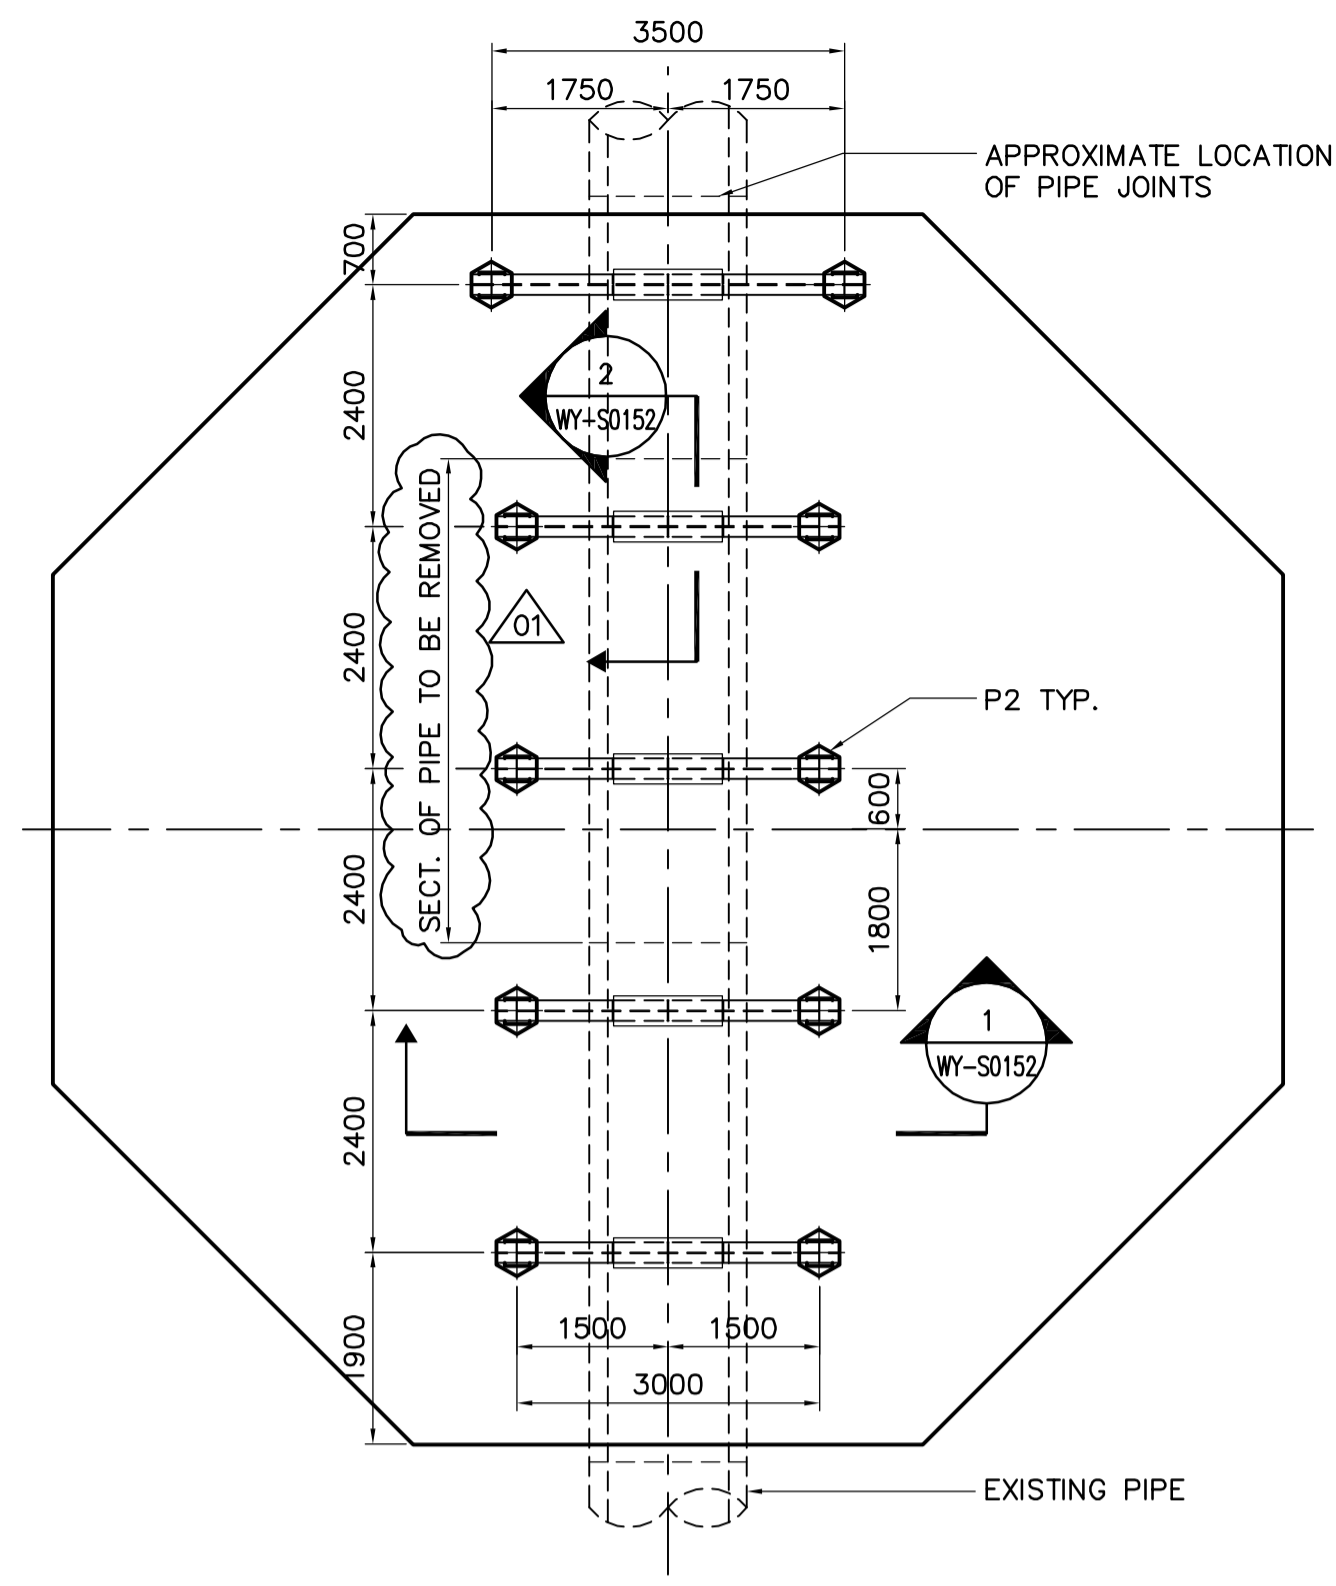 3500
1750
1750
APPROXIMATE LOCATION
OF PIPE JOINTS
700
2400
2
WY-S0152
SECT. OF PIPE TO BE REMOVED
2400
01
P2 TYP.
600
2400
1800
1
WY-S0152
2400
1900
1500
1500
3000
EXISTING PIPE